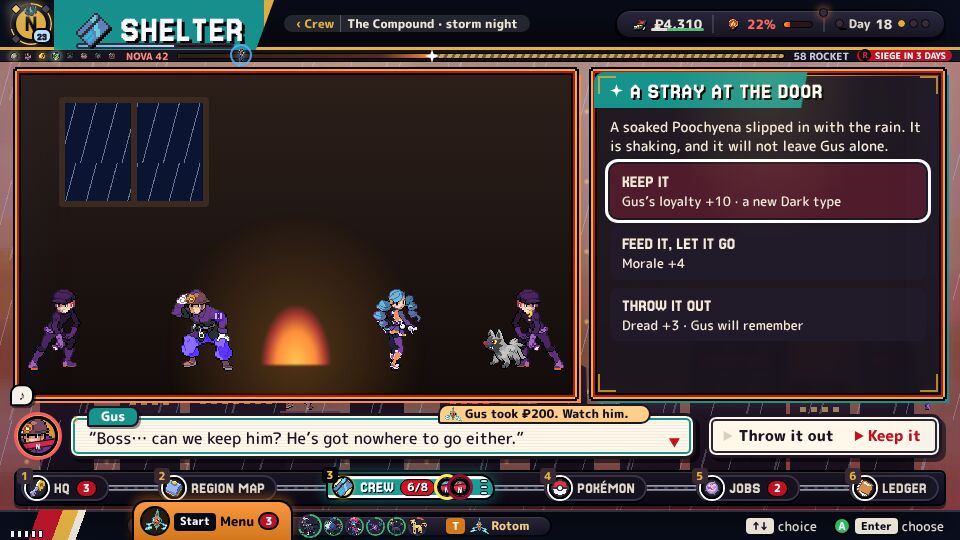 N
23
SHELTER
‹ Crew
The Compound · storm night
₽4,310
22%
Day 18
NOVA 42
58 ROCKET
R
SIEGE IN 3 DAYS
A STRAY AT THE DOOR
A soaked Poochyena slipped in with the rain. It
is shaking, and it will not leave Gus alone.
KEEP IT
Gus's loyalty +10 · a new Dark type
FEED IT, LET IT GO
Morale +4
THROW IT OUT
Dread +3 · Gus will remember
♪
Gus
Gus took ₽200. Watch him.
“Boss··· can we keep him? He's got nowhere to go either.”
Throw it out
Keep it
1
HQ
3
2
REGION MAP
3
CREW
6/8
4
POKÉMON
5
JOBS
2
6
LEDGER
Start
Menu
3
T
Rotom
↑↓
choice
A
Enter
choose